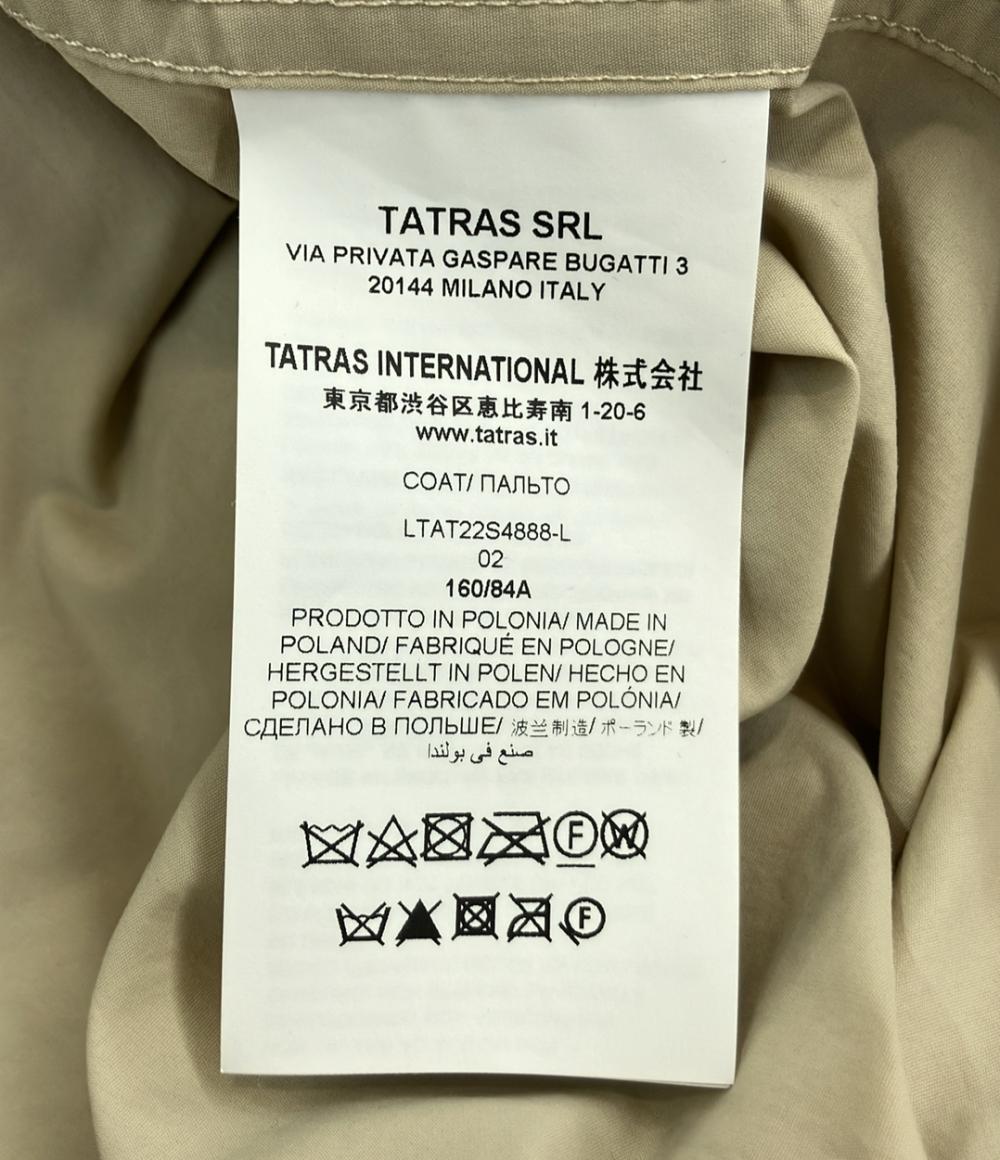 TATRAS SRL
VIA PRIVATA GASPARE BUGATTI 3
20144 MILANO ITALY
TATRAS INTERNATIONAL 株式会社
東京都渋谷区恵比寿南 1-20-6
www.tatras.it
COAT/ ПАЛЬТО
LTAT22S4888-L
02
160/84A
PRODOTTO IN POLONIA/ MADE IN
POLAND/ FABRIQUÉ EN POLOGNE/
HERGESTELLT IN POLEN/ HECHO EN
POLONIA/ FABRICADO EM POLÓNIA/
СДЕЛАНО В ПОЛЬШЕ/ 波兰制造/ ポーランド 製/
صنع في بولندا
F W
F